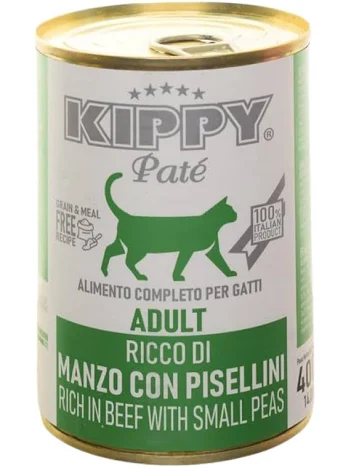 KIPPY®
Paté
GRAIN & MEAL
FREE
RECIPE
100%
ITALIAN
PRODUCT
ALIMENTO COMPLETO PER GATTI
ADULT
RICCO DI
MANZO CON PISELLINI
RICH IN BEEF WITH SMALL PEAS